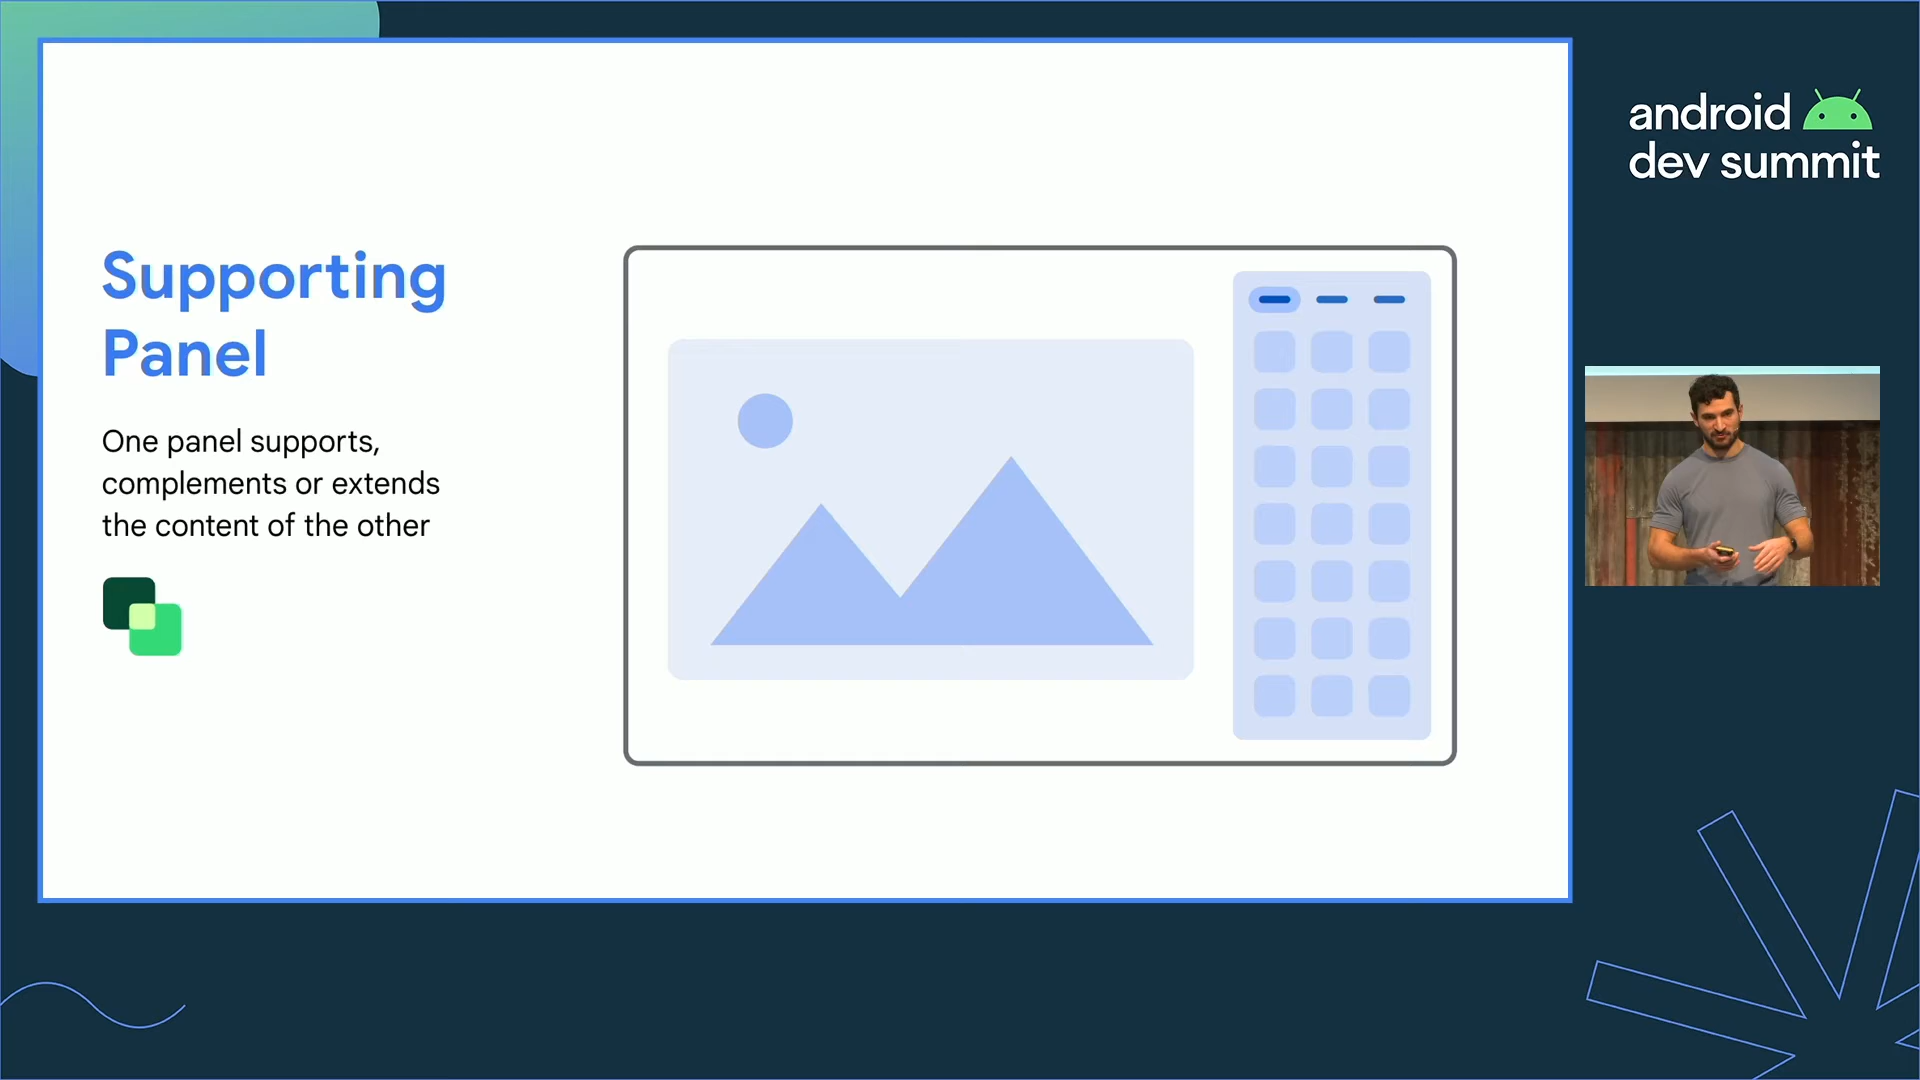 Supporting
Panel
One panel supports,
complements or extends
the content of the other
android
dev summit